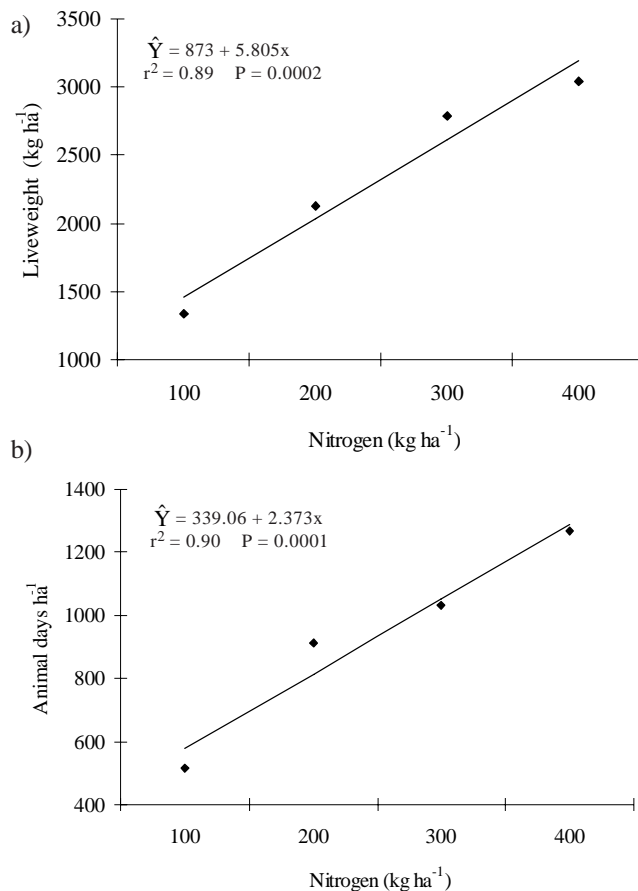 a)
Ŷ = 873 + 5.805x
r² = 0.89 P = 0.0002
3500
3000
2500
2000
1500
1000
Liveweight (kg ha⁻¹)
100 200 300 400
Nitrogen (kg ha⁻¹)
b)
Ŷ = 339.06 + 2.373x
r² = 0.90 P = 0.0001
1400
1200
1000
800
600
400
Animal days ha⁻¹
100 200 300 400
Nitrogen (kg ha⁻¹)